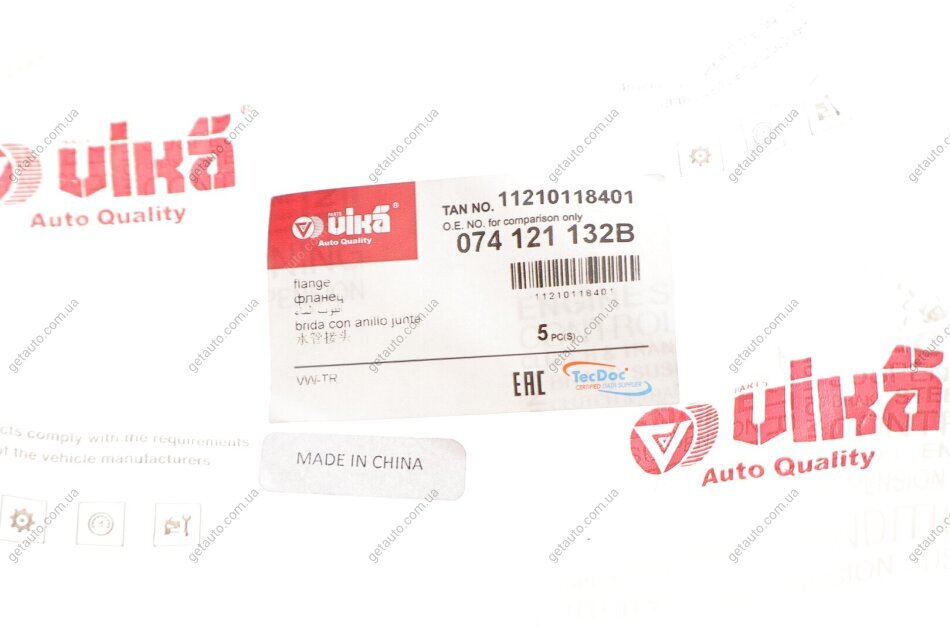 vika
Auto Quality
PARTS
vika
Auto Quality
TAN NO. 11210118401
O.E. NO. for comparison only
074 121 132B
11210118401
flange
фланец
brida con anillo junta
水管接头
5 PC(S)
VW-TR
EAC
TecDoc
CERTIFIED DATA SUPPLIER
MADE IN CHINA
cts comply with the requirements
of the vehicle manufacturers
PARTS
vika
Auto Quality
getauto.com.ua